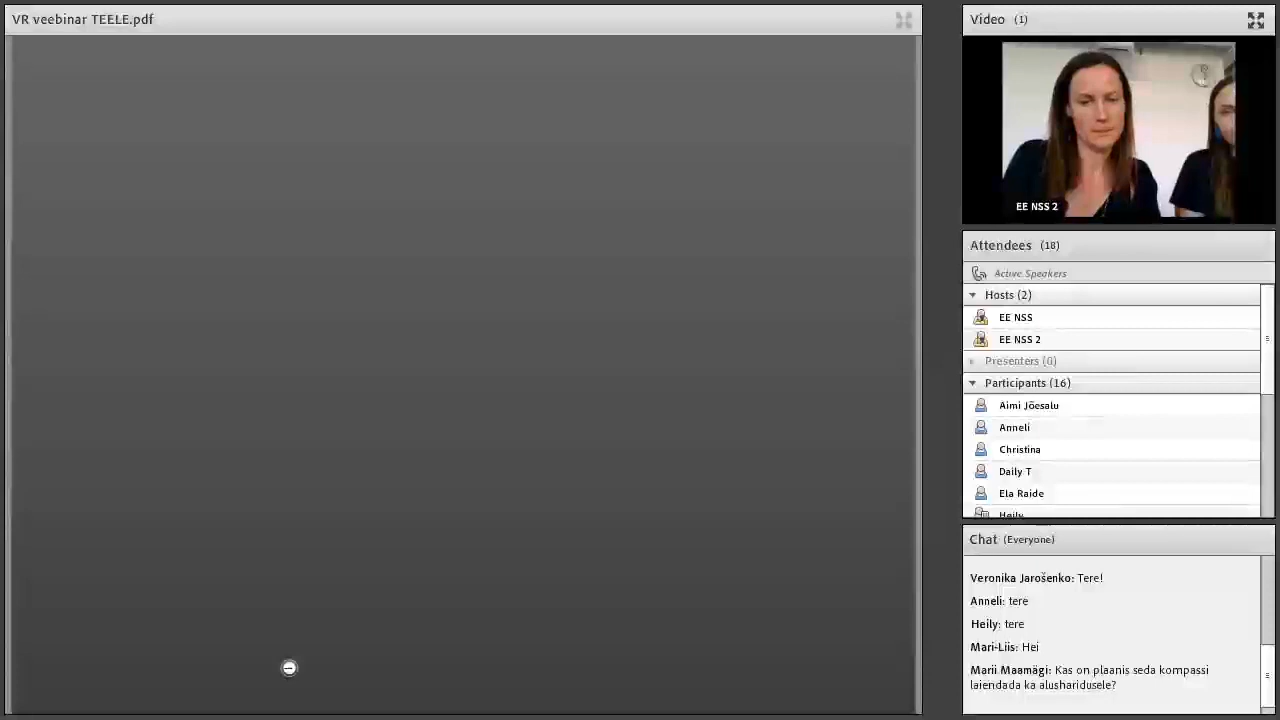 VR veebinar TEELE.pdf
Video (1)
EE NSS 2
Attendees (18)
Active Speakers
Hosts (2)
EE NSS
EE NSS 2
Presenters (0)
Participants (16)
Aimi Jõesalu
Anneli
Christina
Daily T
Ela Raide
Heily
Chat (Everyone)
Veronika Jarošenko: Tere!
Anneli: tere
Heily: tere
Mari-Liis: Hei
Marii Maamägi: Kas on plaanis seda kompassi
laiendada ka alusharidusele?